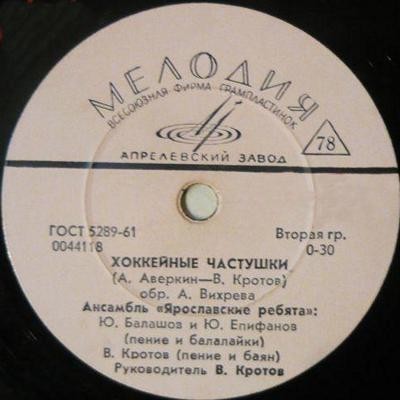 МЕЛОДИЯ
ВСЕСОЮЗНАЯ ФИРМА ГРАМПЛАСТИНОК
78
АПРЕЛЕВСКИЙ ЗАВОД
ГОСТ 5289-61
0044118
Вторая гр.
0-30
ХОККЕЙНЫЕ ЧАСТУШКИ
(А. Аверкин—В. Кротов)
обр. А. Вихрева
Ансамбль «Ярославские ребята»:
Ю. Балашов и Ю. Епифанов
(пение и балалайки)
В. Кротов (пение и баян)
Руководитель В. Кротов